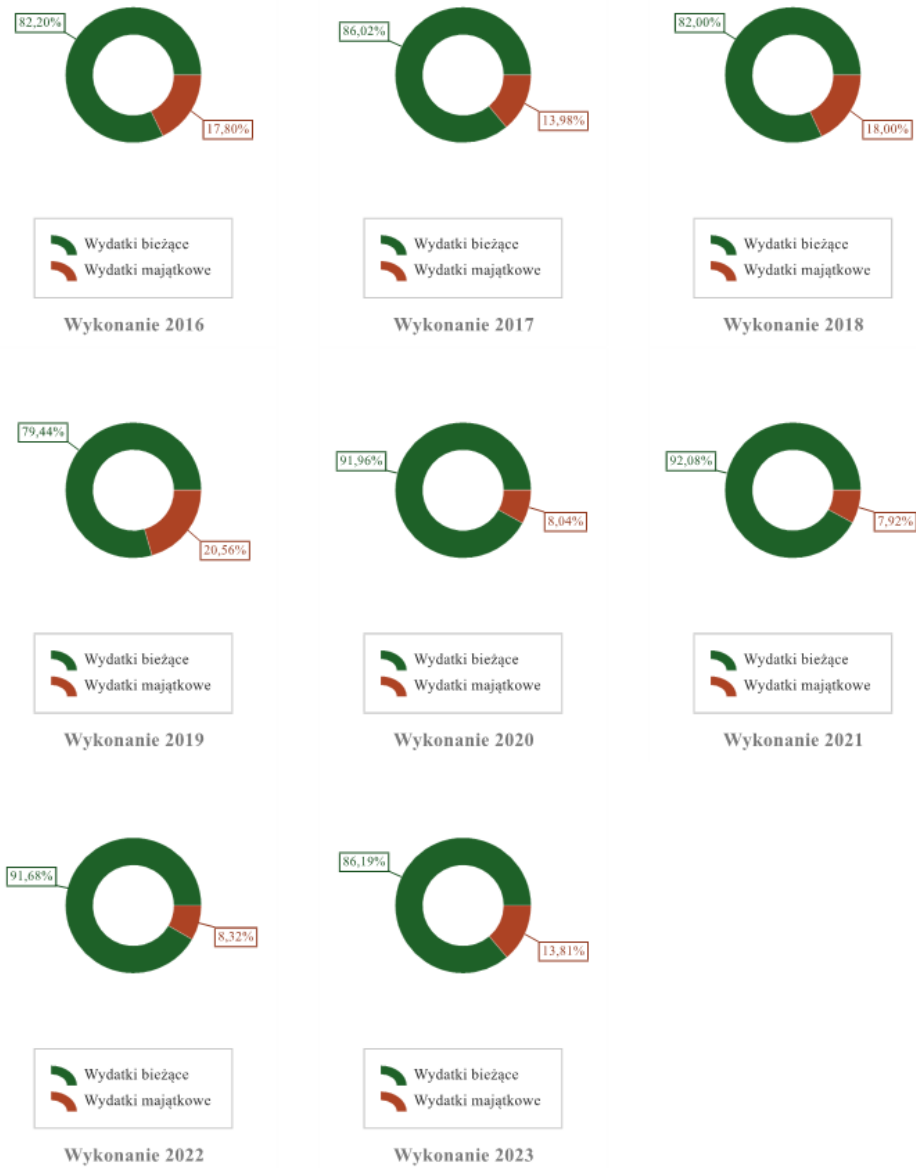 82,20%
17,80%
Wydatki bieżące
Wydatki majątkowe
Wykonanie 2016
86,02%
13,98%
Wydatki bieżące
Wydatki majątkowe
Wykonanie 2017
82,00%
18,00%
Wydatki bieżące
Wydatki majątkowe
Wykonanie 2018
79,44%
20,56%
Wydatki bieżące
Wydatki majątkowe
Wykonanie 2019
91,96%
8,04%
Wydatki bieżące
Wydatki majątkowe
Wykonanie 2020
92,08%
7,92%
Wydatki bieżące
Wydatki majątkowe
Wykonanie 2021
91,68%
8,32%
Wydatki bieżące
Wydatki majątkowe
Wykonanie 2022
86,19%
13,81%
Wydatki bieżące
Wydatki majątkowe
Wykonanie 2023